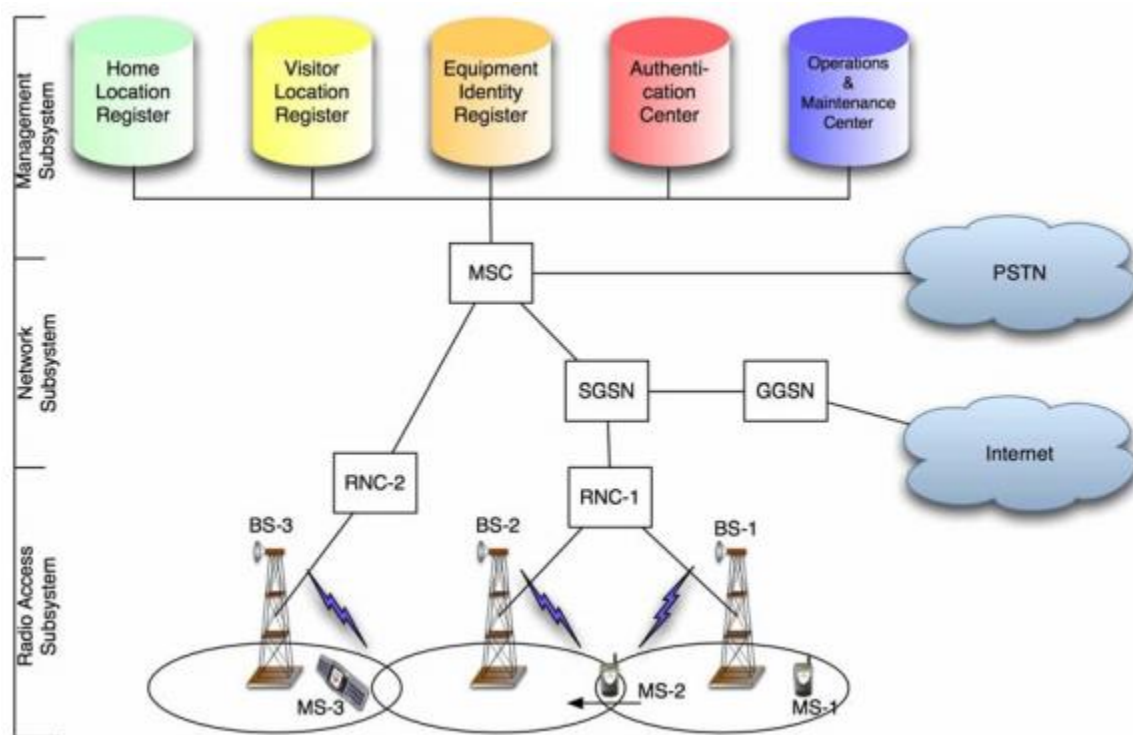 Management
Subsystem
Home
Location
Register
Visitor
Location
Register
Equipment
Identity
Register
Authenti-
cation
Center
Operations
&
Maintenance
Center
Network
Subsystem
MSC
PSTN
SGSN
GGSN
Internet
Radio Access
Subsystem
RNC-2
RNC-1
BS-3
BS-2
BS-1
MS-3
MS-2
MS-1